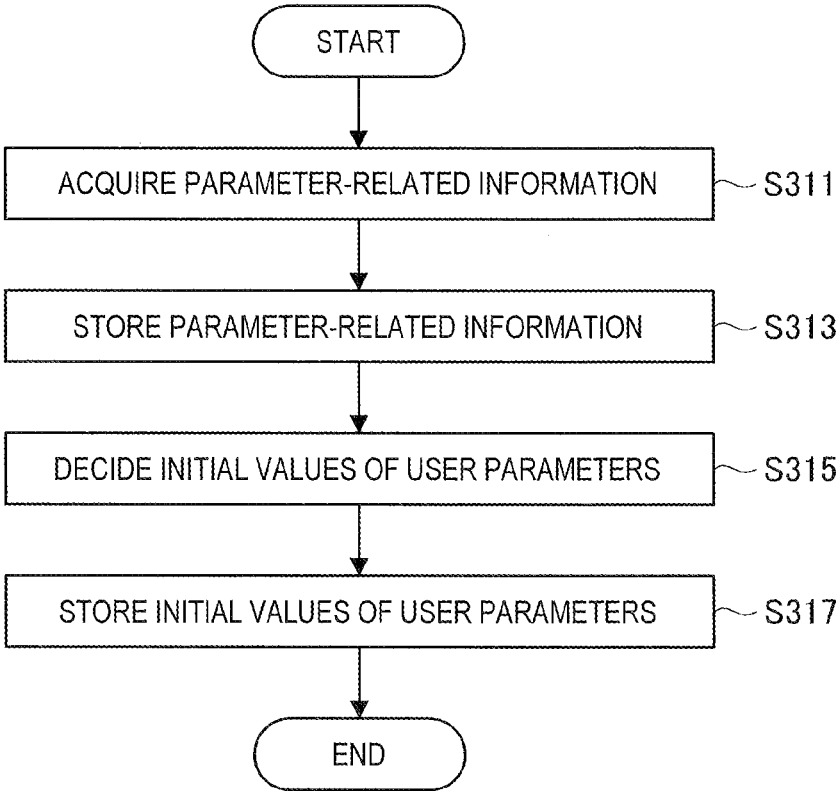 START
ACQUIRE PARAMETER-RELATED INFORMATION S311
STORE PARAMETER-RELATED INFORMATION S313
DECIDE INITIAL VALUES OF USER PARAMETERS S315
STORE INITIAL VALUES OF USER PARAMETERS S317
END